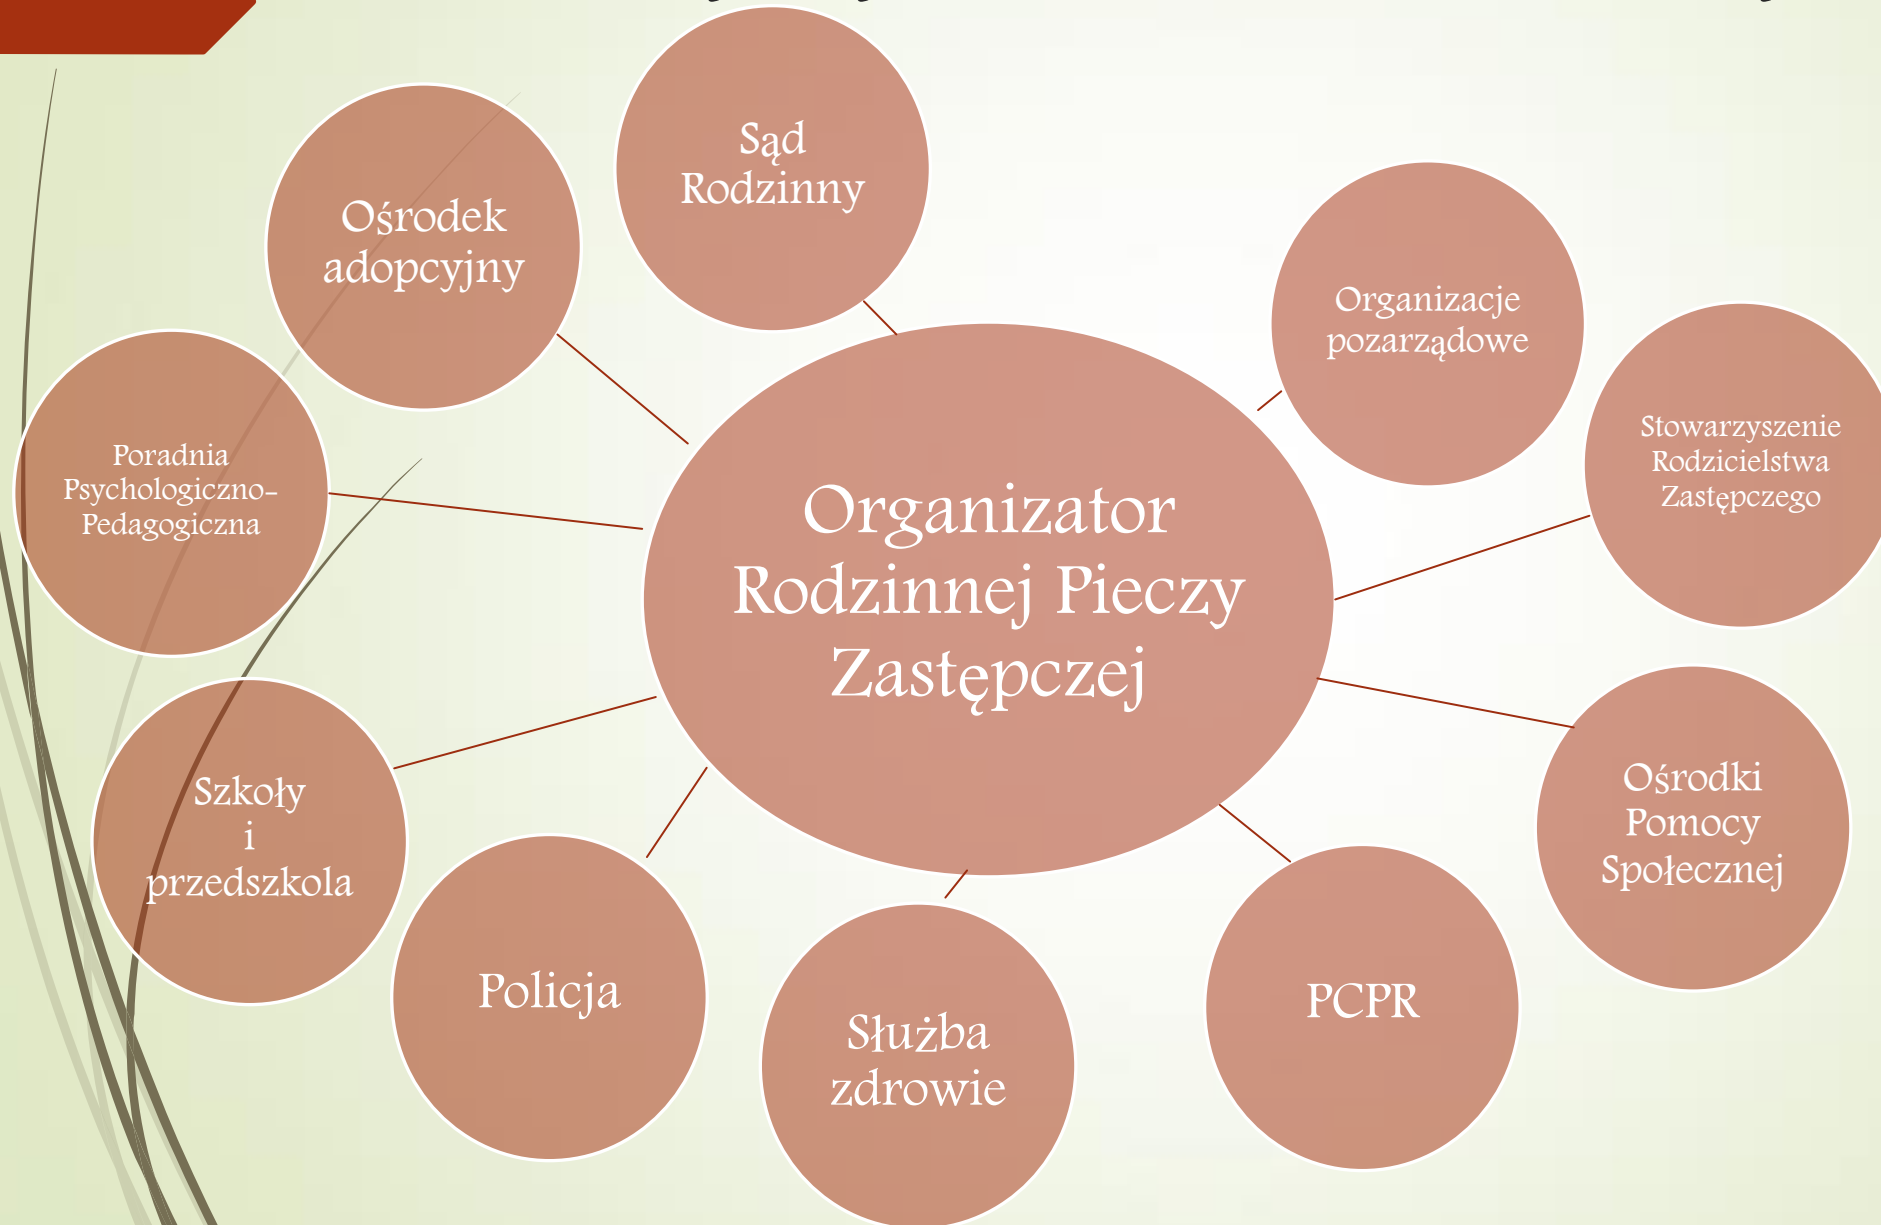 Sąd
Rodzinny
Ośrodek
adopcyjny
Organizacje
pozarządowe
Stowarzyszenie
Rodzicielstwa
Zastępczego
Poradnia
Psychologiczno-
Pedagogiczna
Organizator
Rodzinnej Pieczy
Zastępczej
Szkoły
i
przedszkola
Ośrodki
Pomocy
Społecznej
Policja
Służba
zdrowie
PCPR